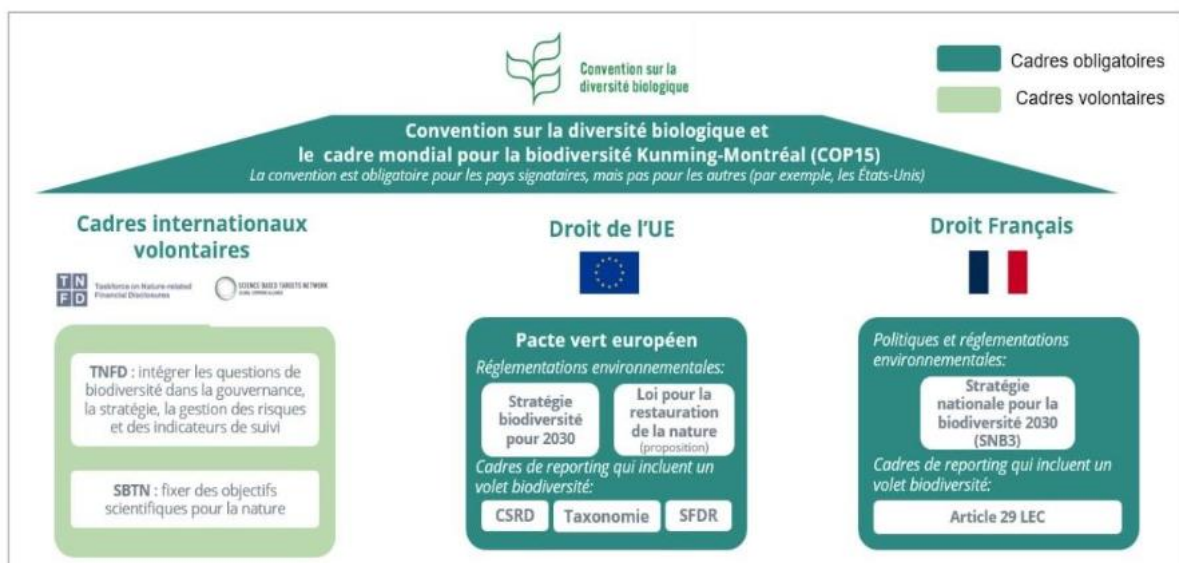 Convention sur la
diversité biologique
Cadres obligatoires
Cadres volontaires
Convention sur la diversité biologique et
le cadre mondial pour la biodiversité Kunming-Montréal (COP15)
La convention est obligatoire pour les pays signataires, mais pas pour les autres (par exemple, les États-Unis)
Cadres internationaux
volontaires
TN
FD
Taskforce on Nature-related
Financial Disclosures
SCIENCE BASED TARGETS NETWORK
GLOBAL COMMONS ALLIANCE
TNFD : intégrer les questions de
biodiversité dans la gouvernance,
la stratégie, la gestion des risques
et des indicateurs de suivi
SBTN : fixer des objectifs
scientifiques pour la nature
Droit de l'UE
Pacte vert européen
Réglementations environnementales:
Stratégie
biodiversité
pour 2030
Loi pour la
restauration
de la nature
(proposition)
Cadres de reporting qui incluent un
volet biodiversité:
CSRD
Taxonomie
SFDR
Droit Français
Politiques et réglementations
environnementales:
Stratégie
nationale pour la
biodiversité 2030
(SNB3)
Cadres de reporting qui incluent un
volet biodiversité:
Article 29 LEC